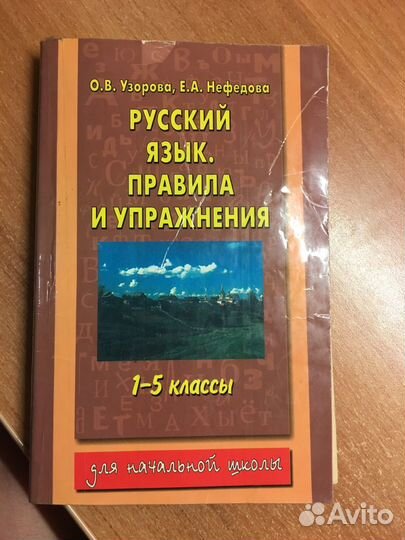 О.В. Узорова, Е.А. Нефедова
РУССКИЙ
ЯЗЫК.
ПРАВИЛА
И УПРАЖНЕНИЯ
1–5 классы
для начальной школы
Avito